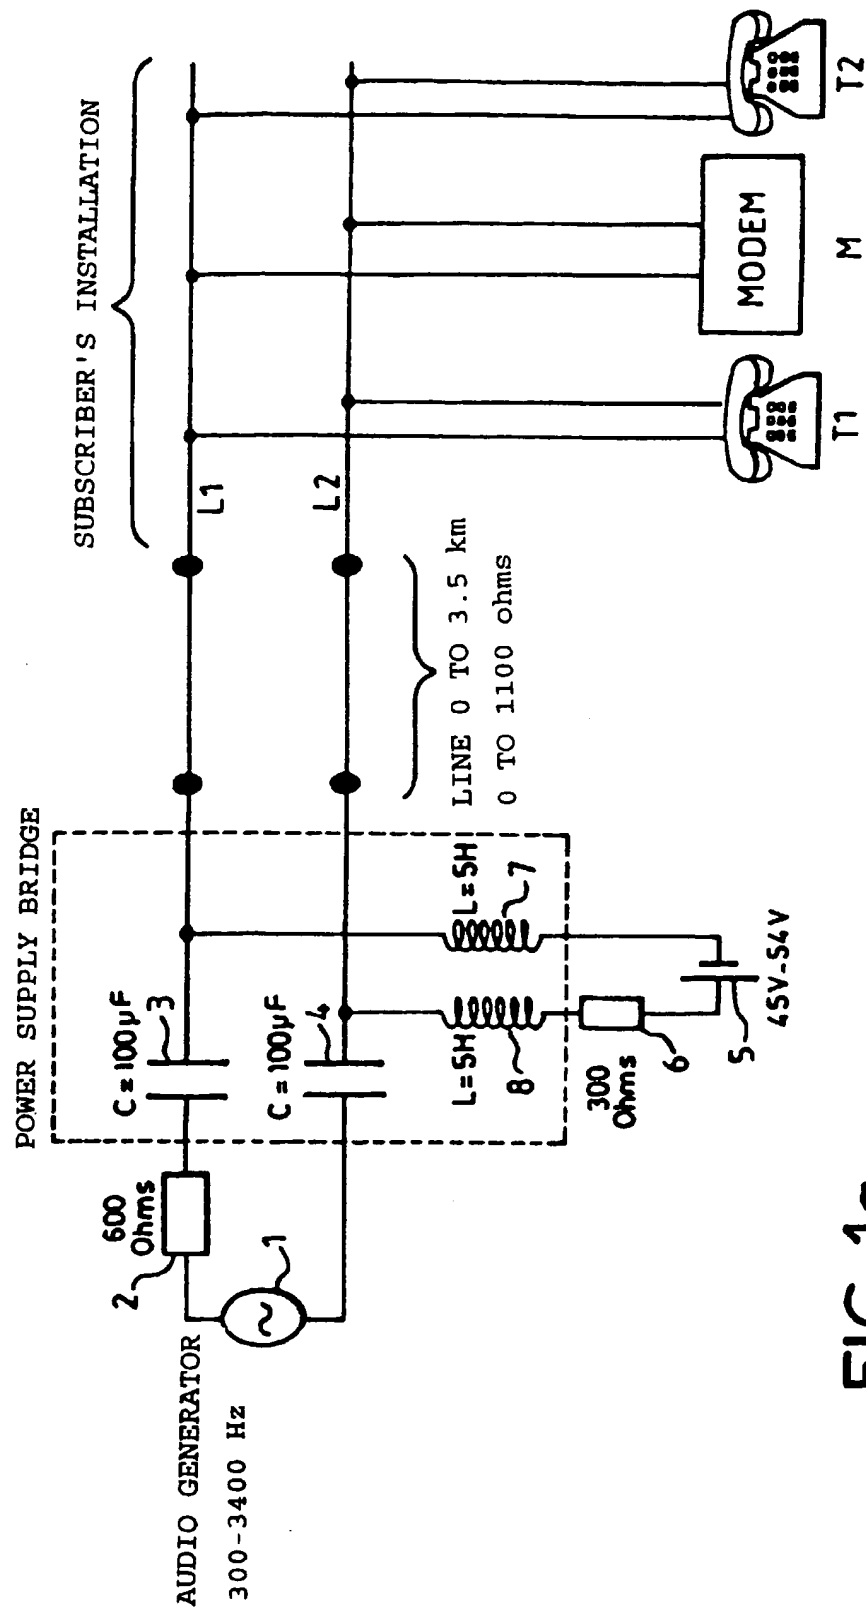 SUBSCRIBER'S INSTALLATION
POWER SUPPLY BRIDGE
AUDIO GENERATOR
300-3400 Hz
600
Ohms
2
1
C=100µF
3
C=100µF
4
L1
L2
LINE 0 TO 3.5 km
0 TO 1100 ohms
L=5H
8
L=5H
7
300
Ohms
6
5
45V-54V
T1
MODEM
M
T2